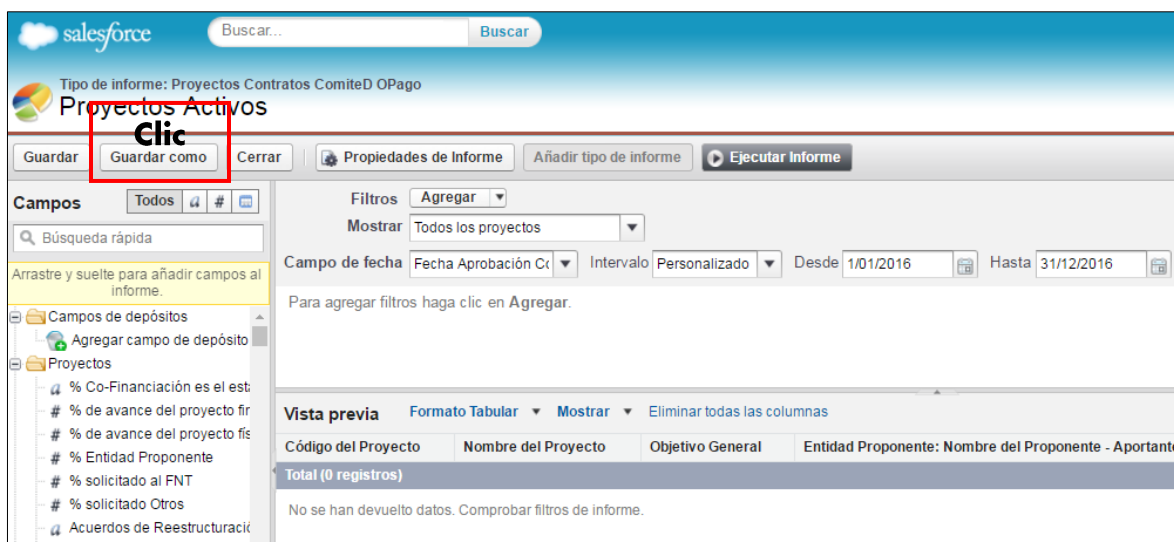 salesforce Buscar... Buscar
Tipo de informe: Proyectos Contratos ComiteD OPago
Proyectos Activos
Clic
Guardar Guardar como Cerrar Propiedades de Informe Añadir tipo de informe Ejecutar Informe
Campos Todos a #
Búsqueda rápida
Arrastre y suelte para añadir campos al
informe.
Campos de depósitos
Agregar campo de depósito
Proyectos
a % Co-Financiación es el est
# % de avance del proyecto fir
# % de avance del proyecto fís
# % Entidad Proponente
# % solicitado al FNT
# % solicitado Otros
a Acuerdos de Reestructuració
Filtros Agregar
Mostrar Todos los proyectos
Campo de fecha Fecha Aprobación Co Intervalo Personalizado Desde 1/01/2016 Hasta 31/12/2016
Para agregar filtros haga clic en Agregar.
Vista previa Formato Tabular Mostrar Eliminar todas las columnas
Código del Proyecto Nombre del Proyecto Objetivo General Entidad Proponente: Nombre del Proponente - Aportante
Total (0 registros)
No se han devuelto datos. Comprobar filtros de informe.